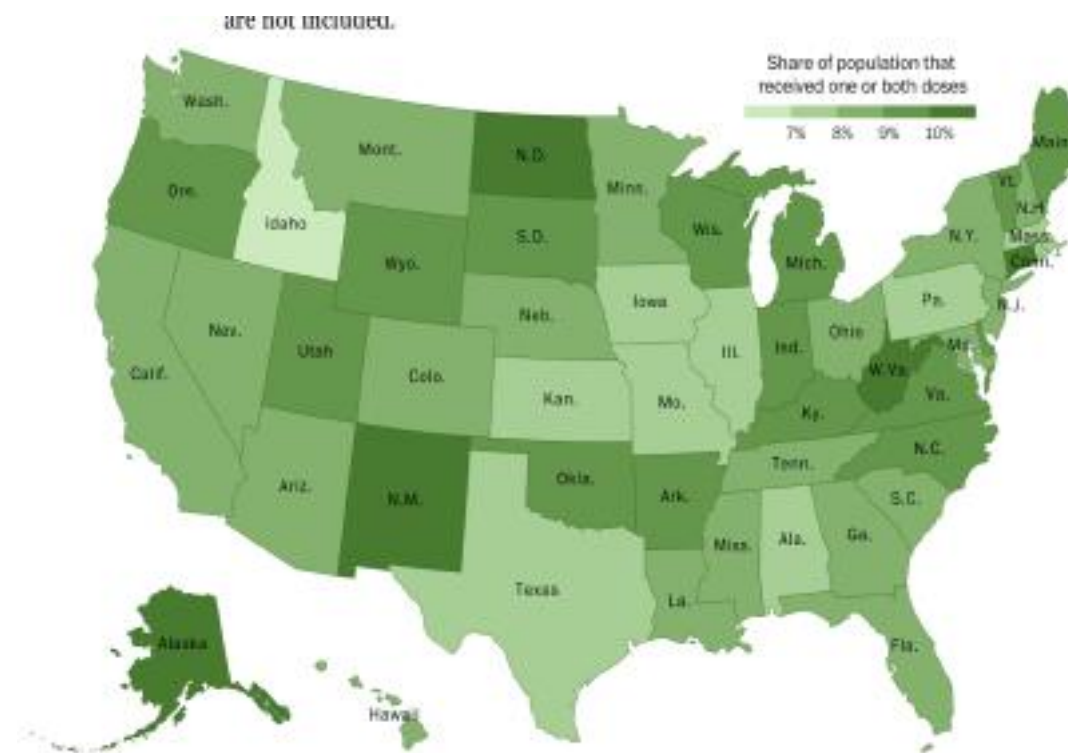 are not included.
Share of population that
received one or both doses
7% 8% 9% 10%
Wash.
Mont.
N.D.
Minn.
Ore.
Idaho
Wyo.
S.D.
Wis.
Mich.
N.Y.
Vt.
N.H.
Main
Mass.
Conn.
N.J.
Pa.
Iowa
Neb.
Nev.
Utah
Colo.
Calif.
Kan.
Mo.
Ill.
Ind.
Ohio
W.Va.
Md.
Va.
Ky.
N.C.
Tenn.
S.C.
Ariz.
N.M.
Okla.
Ark.
Miss.
Ala.
Ga.
Texas
La.
Fla.
Alaska
Hawaii